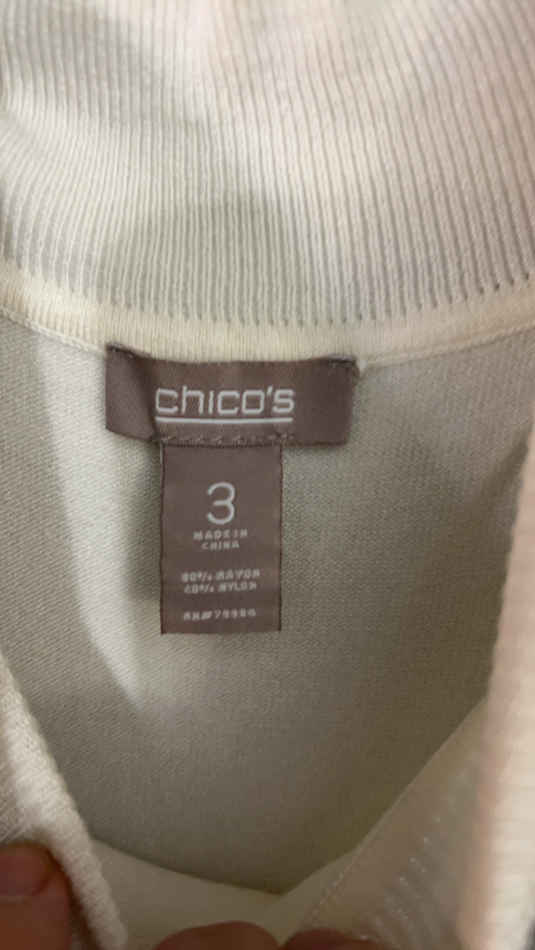 chico's
3
MADE IN
CHINA
60% RAYON
40% NYLON